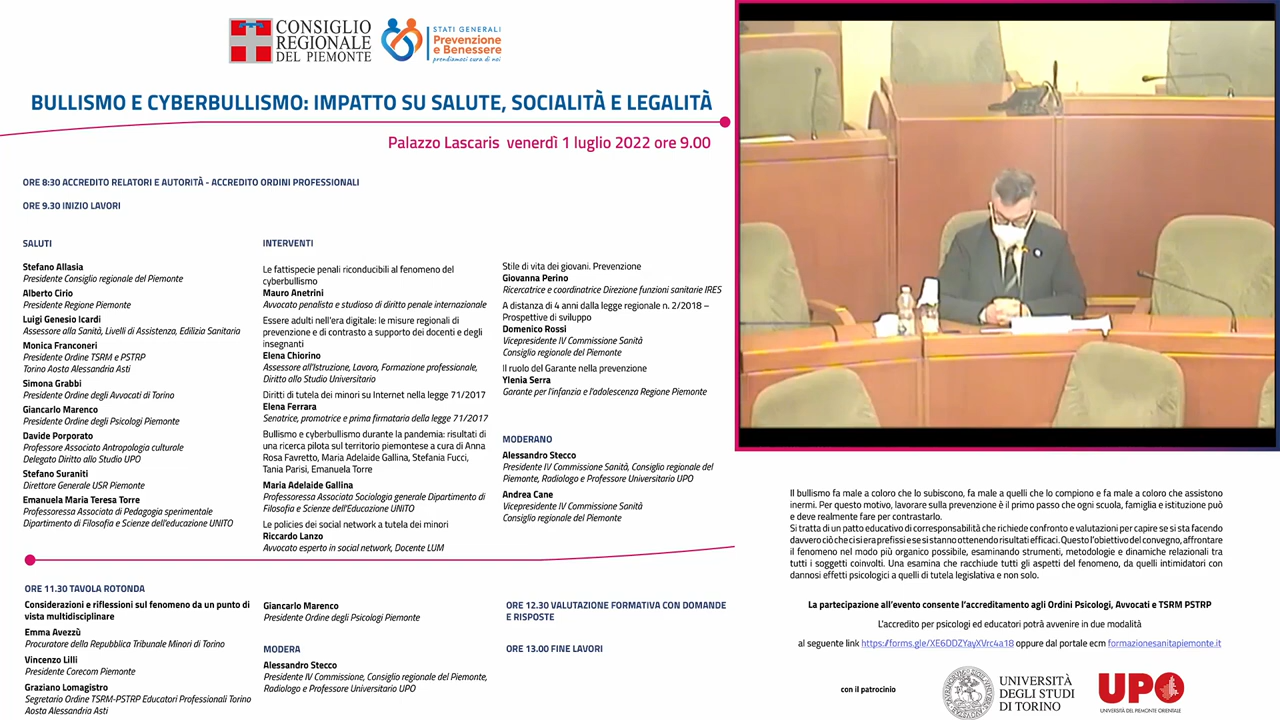 CONSIGLIO
REGIONALE
DEL PIEMONTE
STATI GENERALI
Prevenzione
e Benessere
prendiamoci cura di noi
BULLISMO E CYBERBULLISMO: IMPATTO SU SALUTE, SOCIALITÀ E LEGALITÀ
Palazzo Lascaris venerdì 1 luglio 2022 ore 9.00
ORE 8:30 ACCREDITO RELATORI E AUTORITÀ - ACCREDITO ORDINI PROFESSIONALI
ORE 9.30 INIZIO LAVORI
SALUTI
Stefano Allasia
Presidente Consiglio regionale del Piemonte
Alberto Cirio
Presidente Regione Piemonte
Luigi Genesio Icardi
Assessore alla Sanità, Livelli di Assistenza, Edilizia Sanitaria
Monica Franconeri
Presidente Ordine TSRM e PSTRP
Torino Aosta Alessandria Asti
Simona Grabbi
Presidente Ordine degli Avvocati di Torino
Giancarlo Marenco
Presidente Ordine degli Psicologi Piemonte
Davide Porporato
Professore Associato Antropologia culturale
Delegato Diritto allo Studio UPO
Stefano Suraniti
Direttore Generale USR Piemonte
Emanuela Maria Teresa Torre
Professoressa Associata di Pedagogia sperimentale
Dipartimento di Filosofia e Scienze dell'educazione UNITO
INTERVENTI
Le fattispecie penali riconducibili al fenomeno del
cyberbullismo
Mauro Anetrini
Avvocato penalista e studioso di diritto penale internazionale
Essere adulti nell'era digitale: le misure regionali di
prevenzione e di contrasto a supporto dei docenti e degli
insegnanti
Elena Chiorino
Assessore all'Istruzione, Lavoro, Formazione professionale,
Diritto allo Studio Universitario
Diritti di tutela dei minori su Internet nella legge 71/2017
Elena Ferrara
Senatrice, promotrice e prima firmataria della legge 71/2017
Bullismo e cyberbullismo durante la pandemia: risultati di
una ricerca pilota sul territorio piemontese a cura di Anna
Rosa Favretto, Maria Adelaide Gallina, Stefania Fucci,
Tania Parisi, Emanuela Torre
Maria Adelaide Gallina
Professoressa Associata Sociologia generale Dipartimento di
Filosofia e Scienze dell'Educazione UNITO
Le policies dei social network a tutela dei minori
Riccardo Lanzo
Avvocato esperto in social network, Docente LUM
Stile di vita dei giovani. Prevenzione
Giovanna Perino
Ricercatrice e coordinatrice Direzione funzioni sanitarie IRES
A distanza di 4 anni dalla legge regionale n. 2/2018 –
Prospettive di sviluppo
Domenico Rossi
Vicepresidente IV Commissione Sanità
Consiglio regionale del Piemonte
Il ruolo del Garante nella prevenzione
Ylenia Serra
Garante per l'infanzia e l'adolescenza Regione Piemonte
MODERANO
Alessandro Stecco
Presidente IV Commissione Sanità, Consiglio regionale del
Piemonte, Radiologo e Professore Universitario UPO
Andrea Cane
Vicepresidente IV Commissione Sanità
Consiglio regionale del Piemonte
ORE 11.30 TAVOLA ROTONDA
Considerazioni e riflessioni sul fenomeno da un punto di
vista multidisciplinare
Emma Avezzù
Procuratore della Repubblica Tribunale Minori di Torino
Vincenzo Lilli
Presidente Corecom Piemonte
Graziano Lomagistro
Segretario Ordine TSRM-PSTRP Educatori Professionali Torino
Aosta Alessandria Asti
Giancarlo Marenco
Presidente Ordine degli Psicologi Piemonte
MODERA
Alessandro Stecco
Presidente IV Commissione, Consiglio regionale del Piemonte,
Radiologo e Professore Universitario UPO
ORE 12.30 VALUTAZIONE FORMATIVA CON DOMANDE
E RISPOSTE
ORE 13.00 FINE LAVORI
Il bullismo fa male a coloro che lo subiscono, fa male a quelli che lo compiono e fa male a coloro che assistono
inermi. Per questo motivo, lavorare sulla prevenzione è il primo passo che ogni scuola, famiglia e istituzione può
e deve realmente fare per contrastarlo.
Si tratta di un patto educativo di corresponsabilità che richiede confronto e valutazioni per capire se si sta facendo
davvero ciò che ci si era prefissi e se si stanno ottenendo risultati efficaci. Questo l'obiettivo del convegno, affrontare
il fenomeno nel modo più organico possibile, esaminando strumenti, metodologie e dinamiche relazionali tra
tutti i soggetti coinvolti. Una esamina che racchiude tutti gli aspetti del fenomeno, da quelli intimidatori con
dannosi effetti psicologici a quelli di tutela legislativa e non solo.
La partecipazione all'evento consente l'accreditamento agli Ordini Psicologi, Avvocati e TSRM PSTRP
L'accredito per psicologi ed educatori potrà avvenire in due modalità
al seguente link https://forms.gle/XE6DDZYayXVrc4a18 oppure dal portale ecm formazionesanitapiemonte.it
con il patrocinio
UNIVERSITÀ
DEGLI STUDI
DI TORINO
UPO
UNIVERSITÀ DEL PIEMONTE ORIENTALE